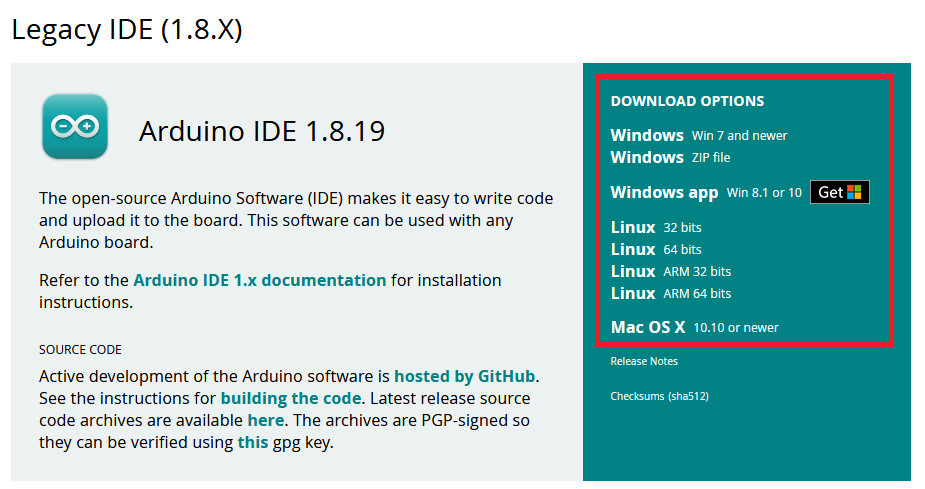 Legacy IDE (1.8.X)
Arduino IDE 1.8.19
The open-source Arduino Software (IDE) makes it easy to write code
and upload it to the board. This software can be used with any
Arduino board.
Refer to the Arduino IDE 1.x documentation for installation
instructions.
SOURCE CODE
Active development of the Arduino software is hosted by GitHub.
See the instructions for building the code. Latest release source
code archives are available here. The archives are PGP-signed so
they can be verified using this gpg key.
DOWNLOAD OPTIONS
Windows Win 7 and newer
Windows ZIP file
Windows app Win 8.1 or 10 Get
Linux 32 bits
Linux 64 bits
Linux ARM 32 bits
Linux ARM 64 bits
Mac OS X 10.10 or newer
Release Notes
Checksums (sha512)